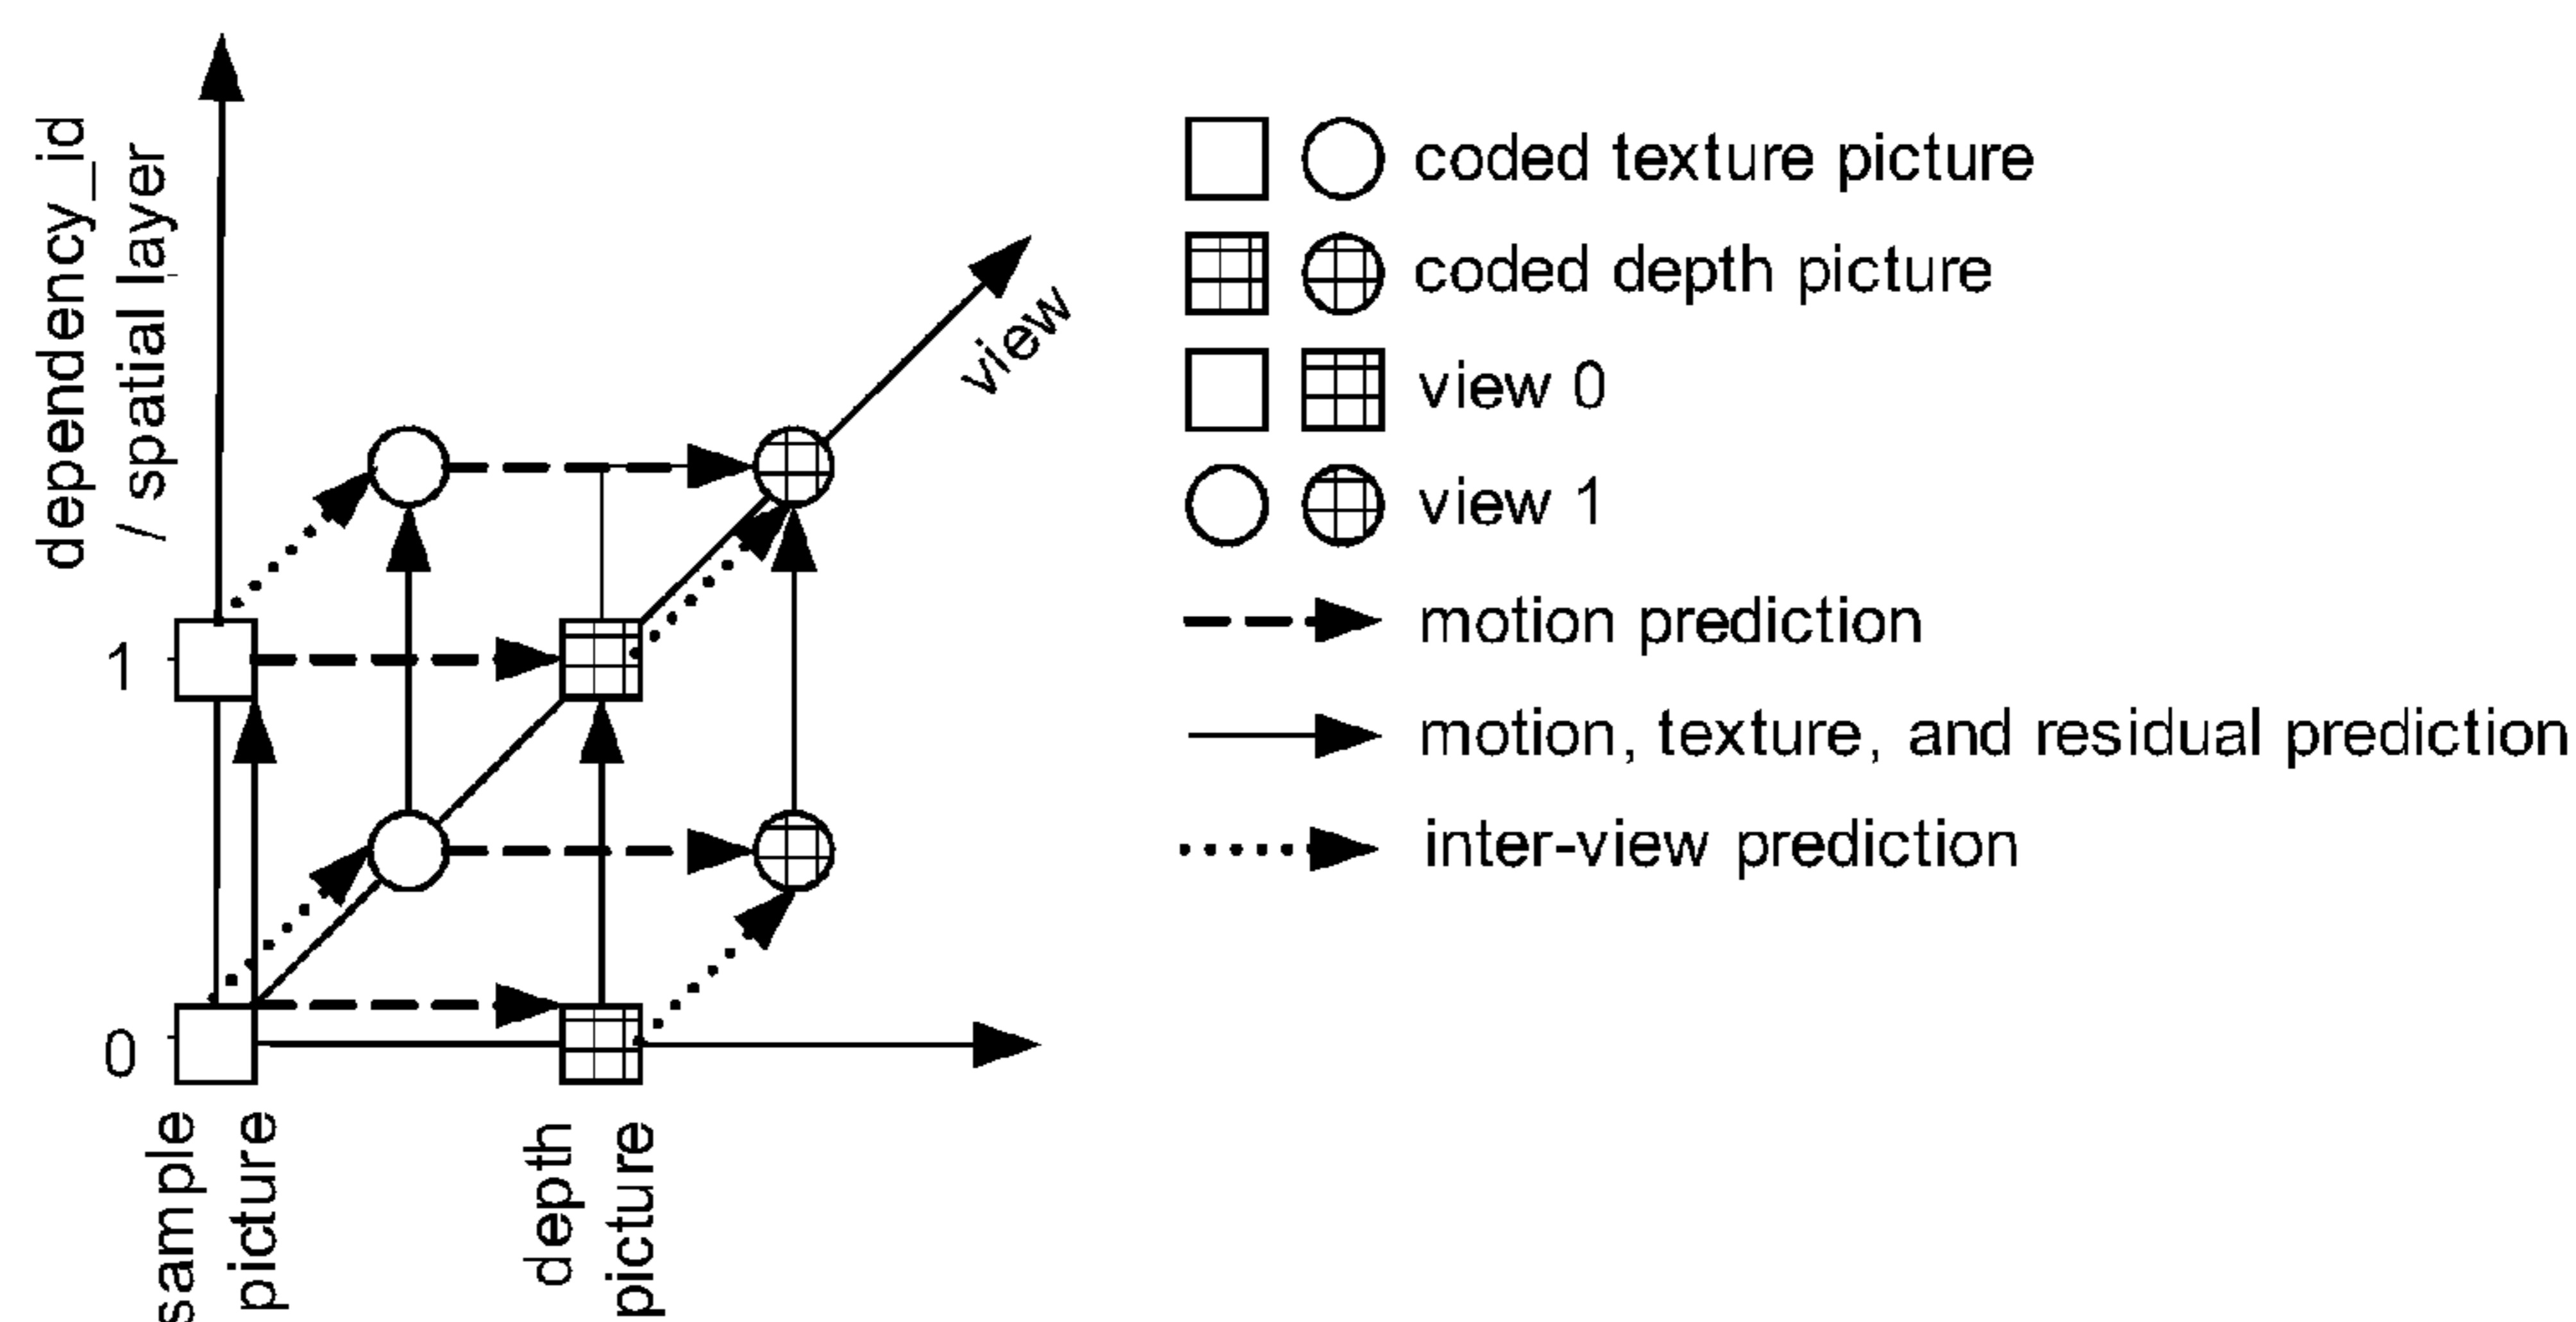 dependency_id
/ spatial layer
view
1
0
sample
picture
depth
picture
coded texture picture
coded depth picture
view 0
view 1
motion prediction
motion, texture, and residual prediction
inter-view prediction